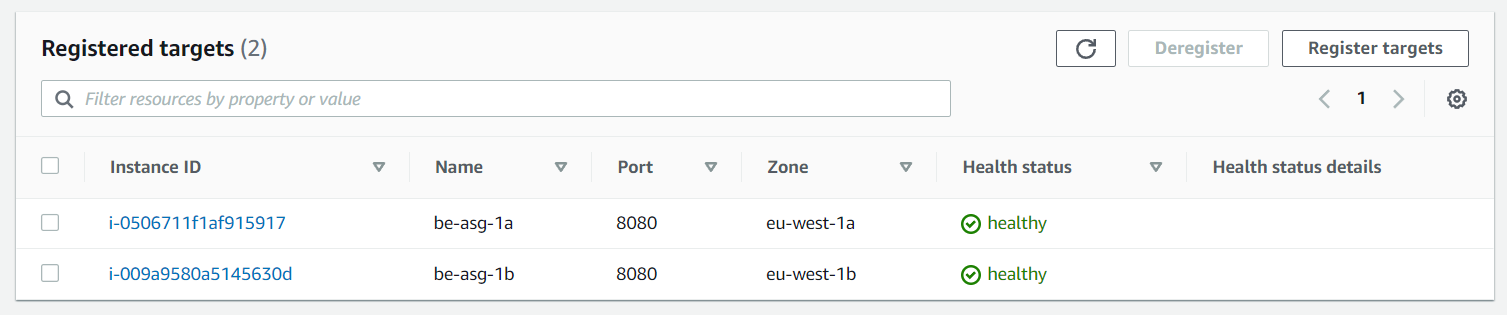 Registered targets (2)
Deregister
Register targets
Filter resources by property or value
1
Instance ID Name Port Zone Health status Health status details
i-0506711f1af915917 be-asg-1a 8080 eu-west-1a healthy
i-009a9580a5145630d be-asg-1b 8080 eu-west-1b healthy